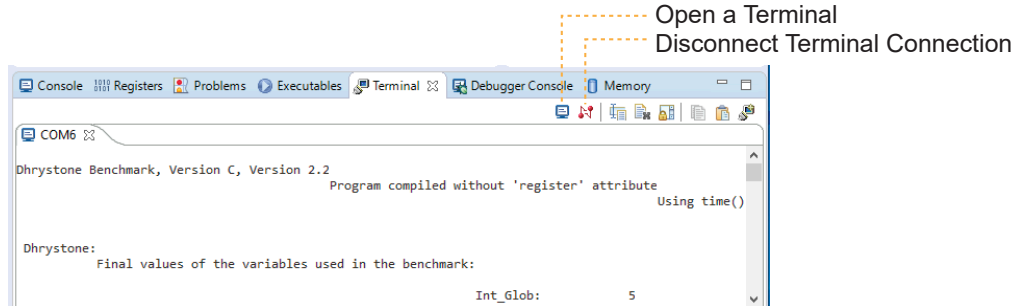 Open a Terminal
Disconnect Terminal Connection
Console Registers Problems Executables Terminal Debugger Console Memory
COM6
Dhrystone Benchmark, Version C, Version 2.2
Program compiled without 'register' attribute
Using time()
Dhrystone:
Final values of the variables used in the benchmark:
Int_Glob: 5